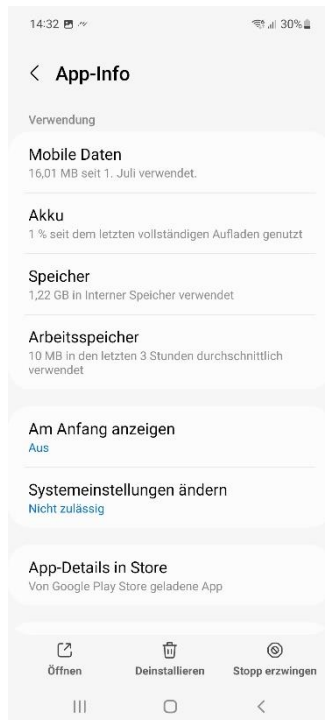 14:32 30%
App-Info
Verwendung
Mobile Daten
16,01 MB seit 1. Juli verwendet.
Akku
1 % seit dem letzten vollständigen Aufladen genutzt
Speicher
1,22 GB in Interner Speicher verwendet
Arbeitsspeicher
10 MB in den letzten 3 Stunden durchschnittlich
verwendet
Am Anfang anzeigen
Aus
Systemeinstellungen ändern
Nicht zulässig
App-Details in Store
Von Google Play Store geladene App
Öffnen Deinstallieren Stopp erzwingen